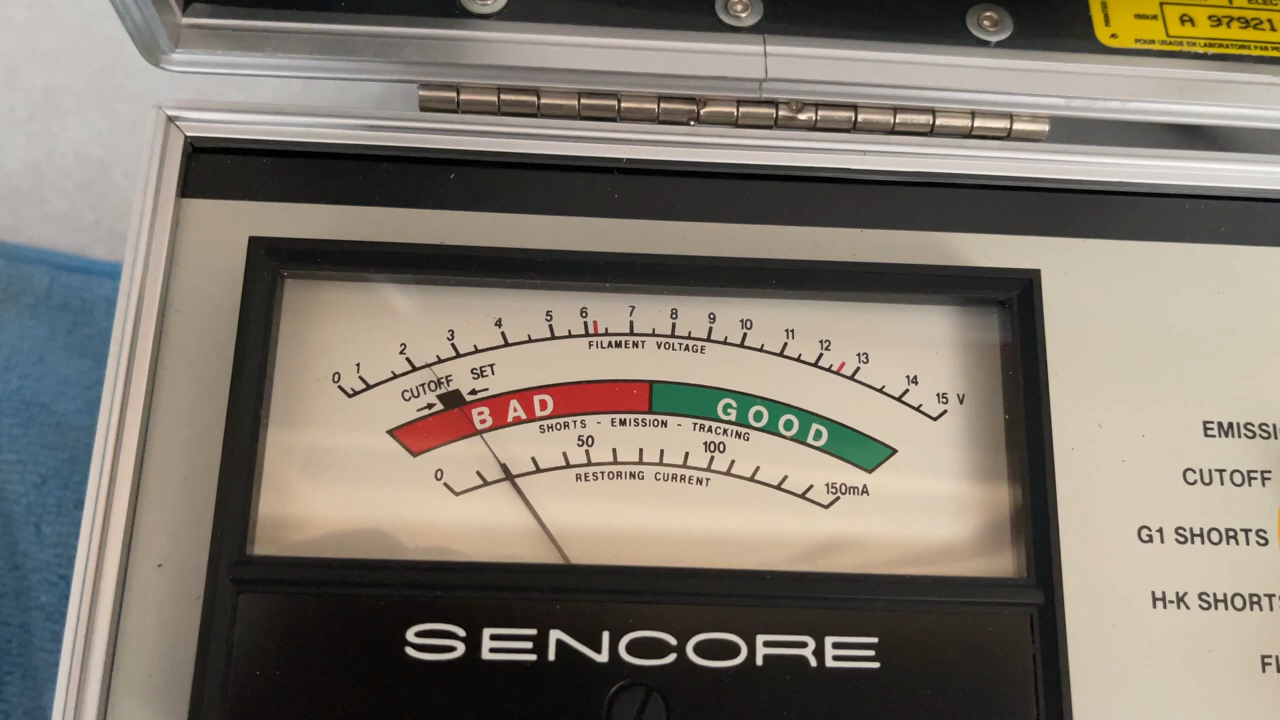 ELEC
ISSUE A 97921
POUR USAGE EN LABORATOIRE PAR
0 1 2 3 4 5 6 7 8 9 10 11 12 13 14 15 V
FILAMENT VOLTAGE
CUTOFF SET
BAD GOOD
SHORTS - EMISSION - TRACKING
0 50 100 150mA
RESTORING CURRENT
SENCORE
EMISSI
CUTOFF
G1 SHORTS
H-K SHORTS